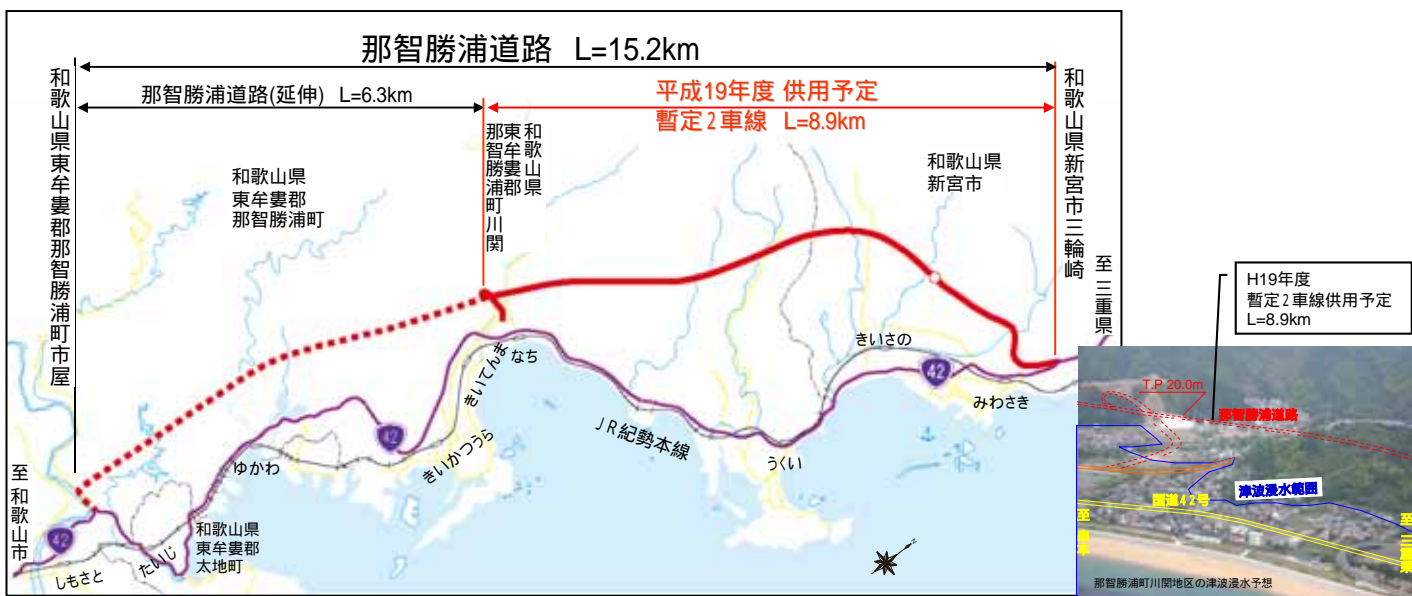 那智勝浦道路 L=15.2km
那智勝浦道路(延伸) L=6.3km
平成19年度 供用予定
暫定2車線 L=8.9km
和歌山県東牟婁郡那智勝浦町市屋
和歌山県
東牟婁郡
那智勝浦町川関
和歌山県新宮市三輪崎
和歌山県
東牟婁郡
那智勝浦町
和歌山県
新宮市
至 三重県
至 和歌山市
42
しもさと
たいじ
和歌山県
東牟婁郡
太地町
ゆかわ
42
きいかつうら
きいてんま
なち
JR紀勢本線
うくい
きいさの
42
みわさき
H19年度
暫定2車線供用予定
L=8.9km
T.P 20.0m
那智勝浦道路
津波浸水範囲
国道42号
至 三重県
那智勝浦町川関地区の津波浸水予想